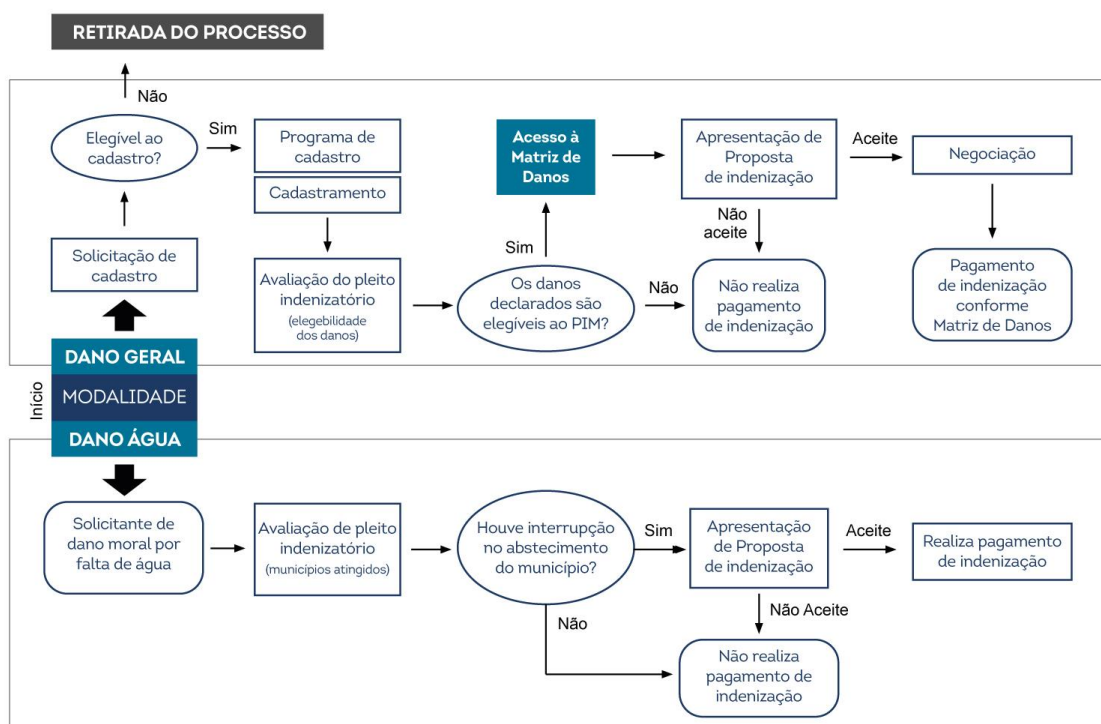 RETIRADA DO PROCESSO
Não
Elegível ao
cadastro?
Sim
Programa de
cadastro
Cadastramento
Solicitação de
cadastro
Avaliação do pleito
indenizatório
(elegebilidade
dos danos)
Os danos
declarados são
elegíveis ao PIM?
Sim
Acesso à
Matriz de
Danos
Não
Apresentação de
Proposta
de indenização
Não
aceite
Não realiza
pagamento
de indenização
Aceite
Negociação
Pagamento
de indenização
conforme
Matriz de Danos
Início
DANO GERAL
MODALIDADE
DANO ÁGUA
Solicitante de
dano moral por
falta de água
Avaliação de pleito
indenizatório
(municípios atingidos)
Houve interrupção
no abastecimento
do município?
Sim
Não
Apresentação
de Proposta
de indenização
Aceite
Realiza pagamento
de indenização
Não Aceite
Não realiza
pagamento de
indenização